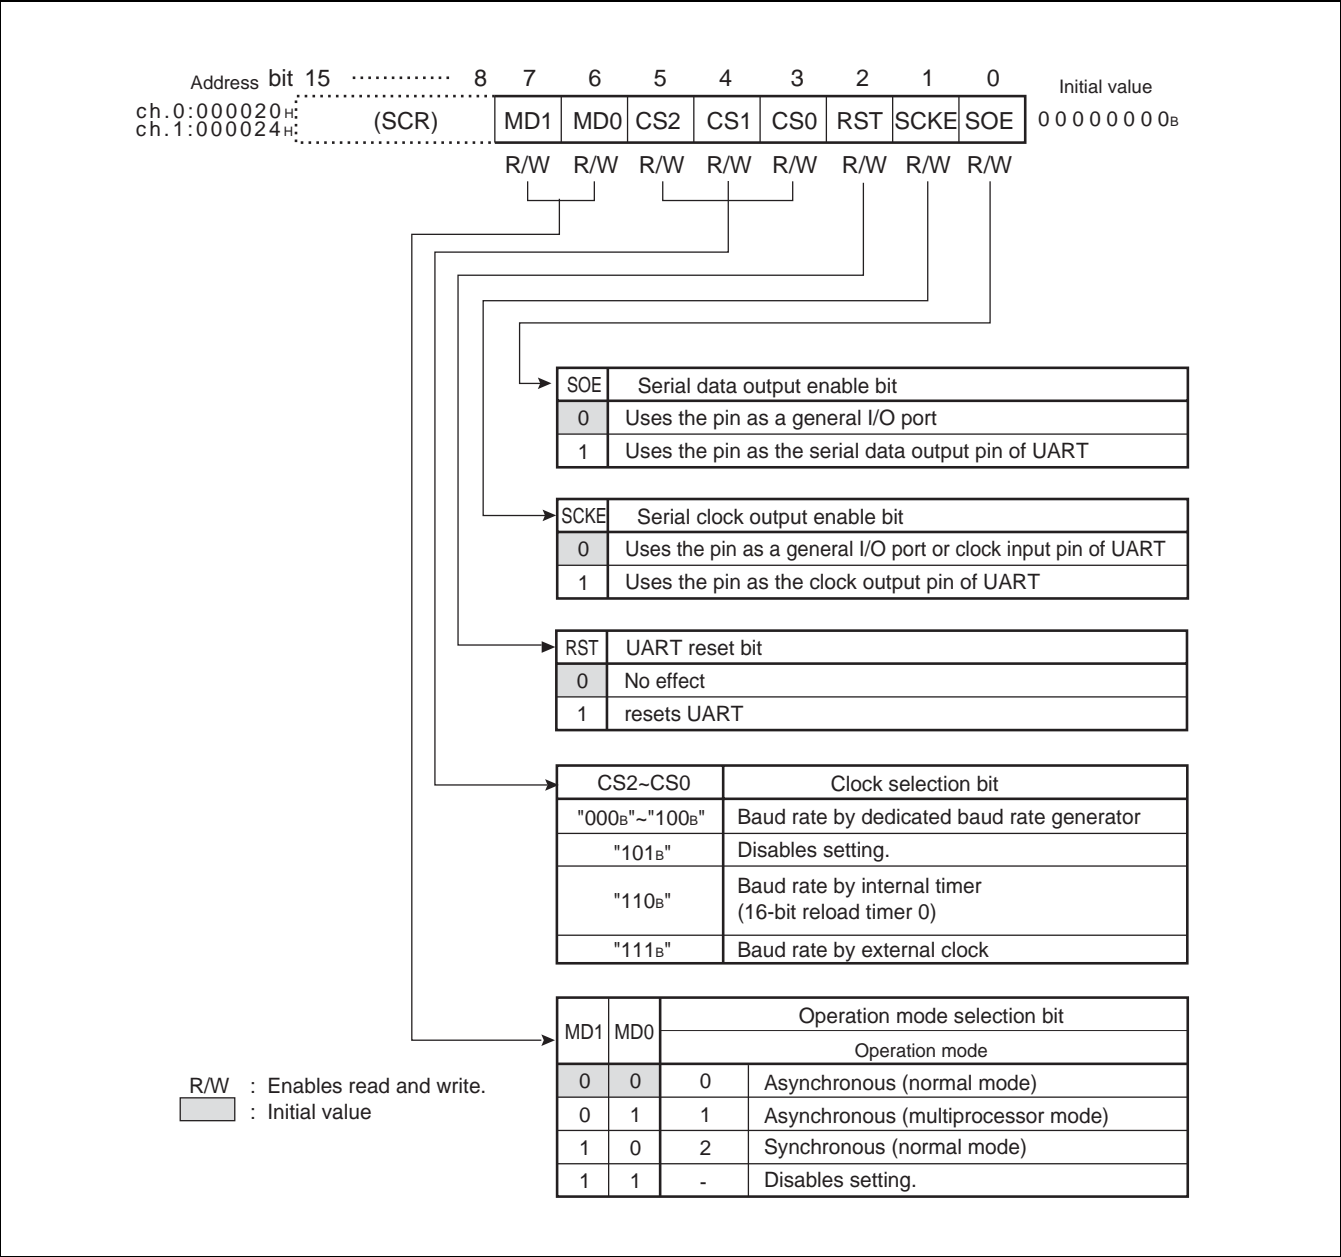 Address bit 15 ············· 8 7 6 5 4 3 2 1 0 Initial value
ch.0:000020H
ch.1:000024H
(SCR) MD1 MD0 CS2 CS1 CS0 RST SCKE SOE 00000000B
R/W R/W R/W R/W R/W R/W R/W R/W
SOE Serial data output enable bit
0 Uses the pin as a general I/O port
1 Uses the pin as the serial data output pin of UART
SCKE Serial clock output enable bit
0 Uses the pin as a general I/O port or clock input pin of UART
1 Uses the pin as the clock output pin of UART
RST UART reset bit
0 No effect
1 resets UART
CS2~CS0 Clock selection bit
"000B"~"100B" Baud rate by dedicated baud rate generator
"101B" Disables setting.
"110B" Baud rate by internal timer
(16-bit reload timer 0)
"111B" Baud rate by external clock
MD1 MD0 Operation mode selection bit
Operation mode
0 0 0 Asynchronous (normal mode)
0 1 1 Asynchronous (multiprocessor mode)
1 0 2 Synchronous (normal mode)
1 1 - Disables setting.
R/W : Enables read and write.
: Initial value